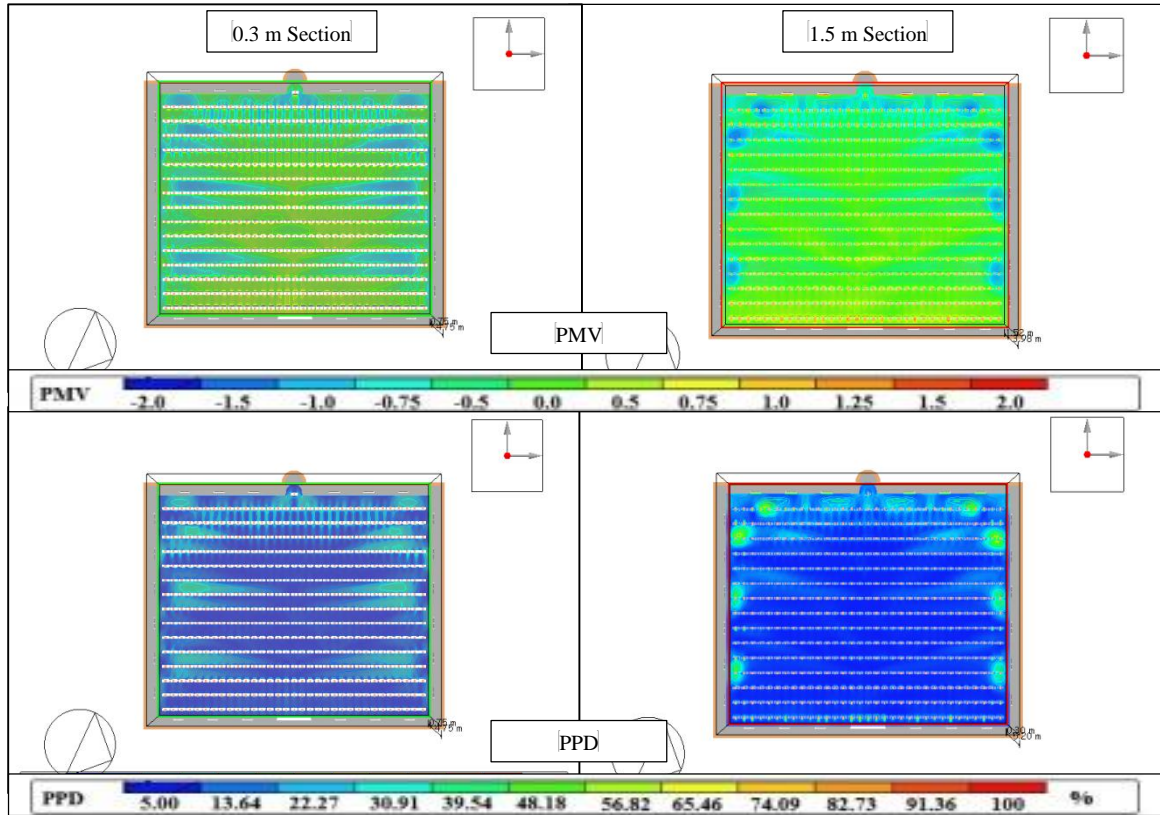 0.3 m Section
1.5 m Section
PMV
PMV -2.0 -1.5 -1.0 -0.75 -0.5 0.0 0.5 0.75 1.0 1.25 1.5 2.0
PPD
PPD 5.00 13.64 22.27 30.91 39.54 48.18 56.82 65.46 74.09 82.73 91.36 100 %